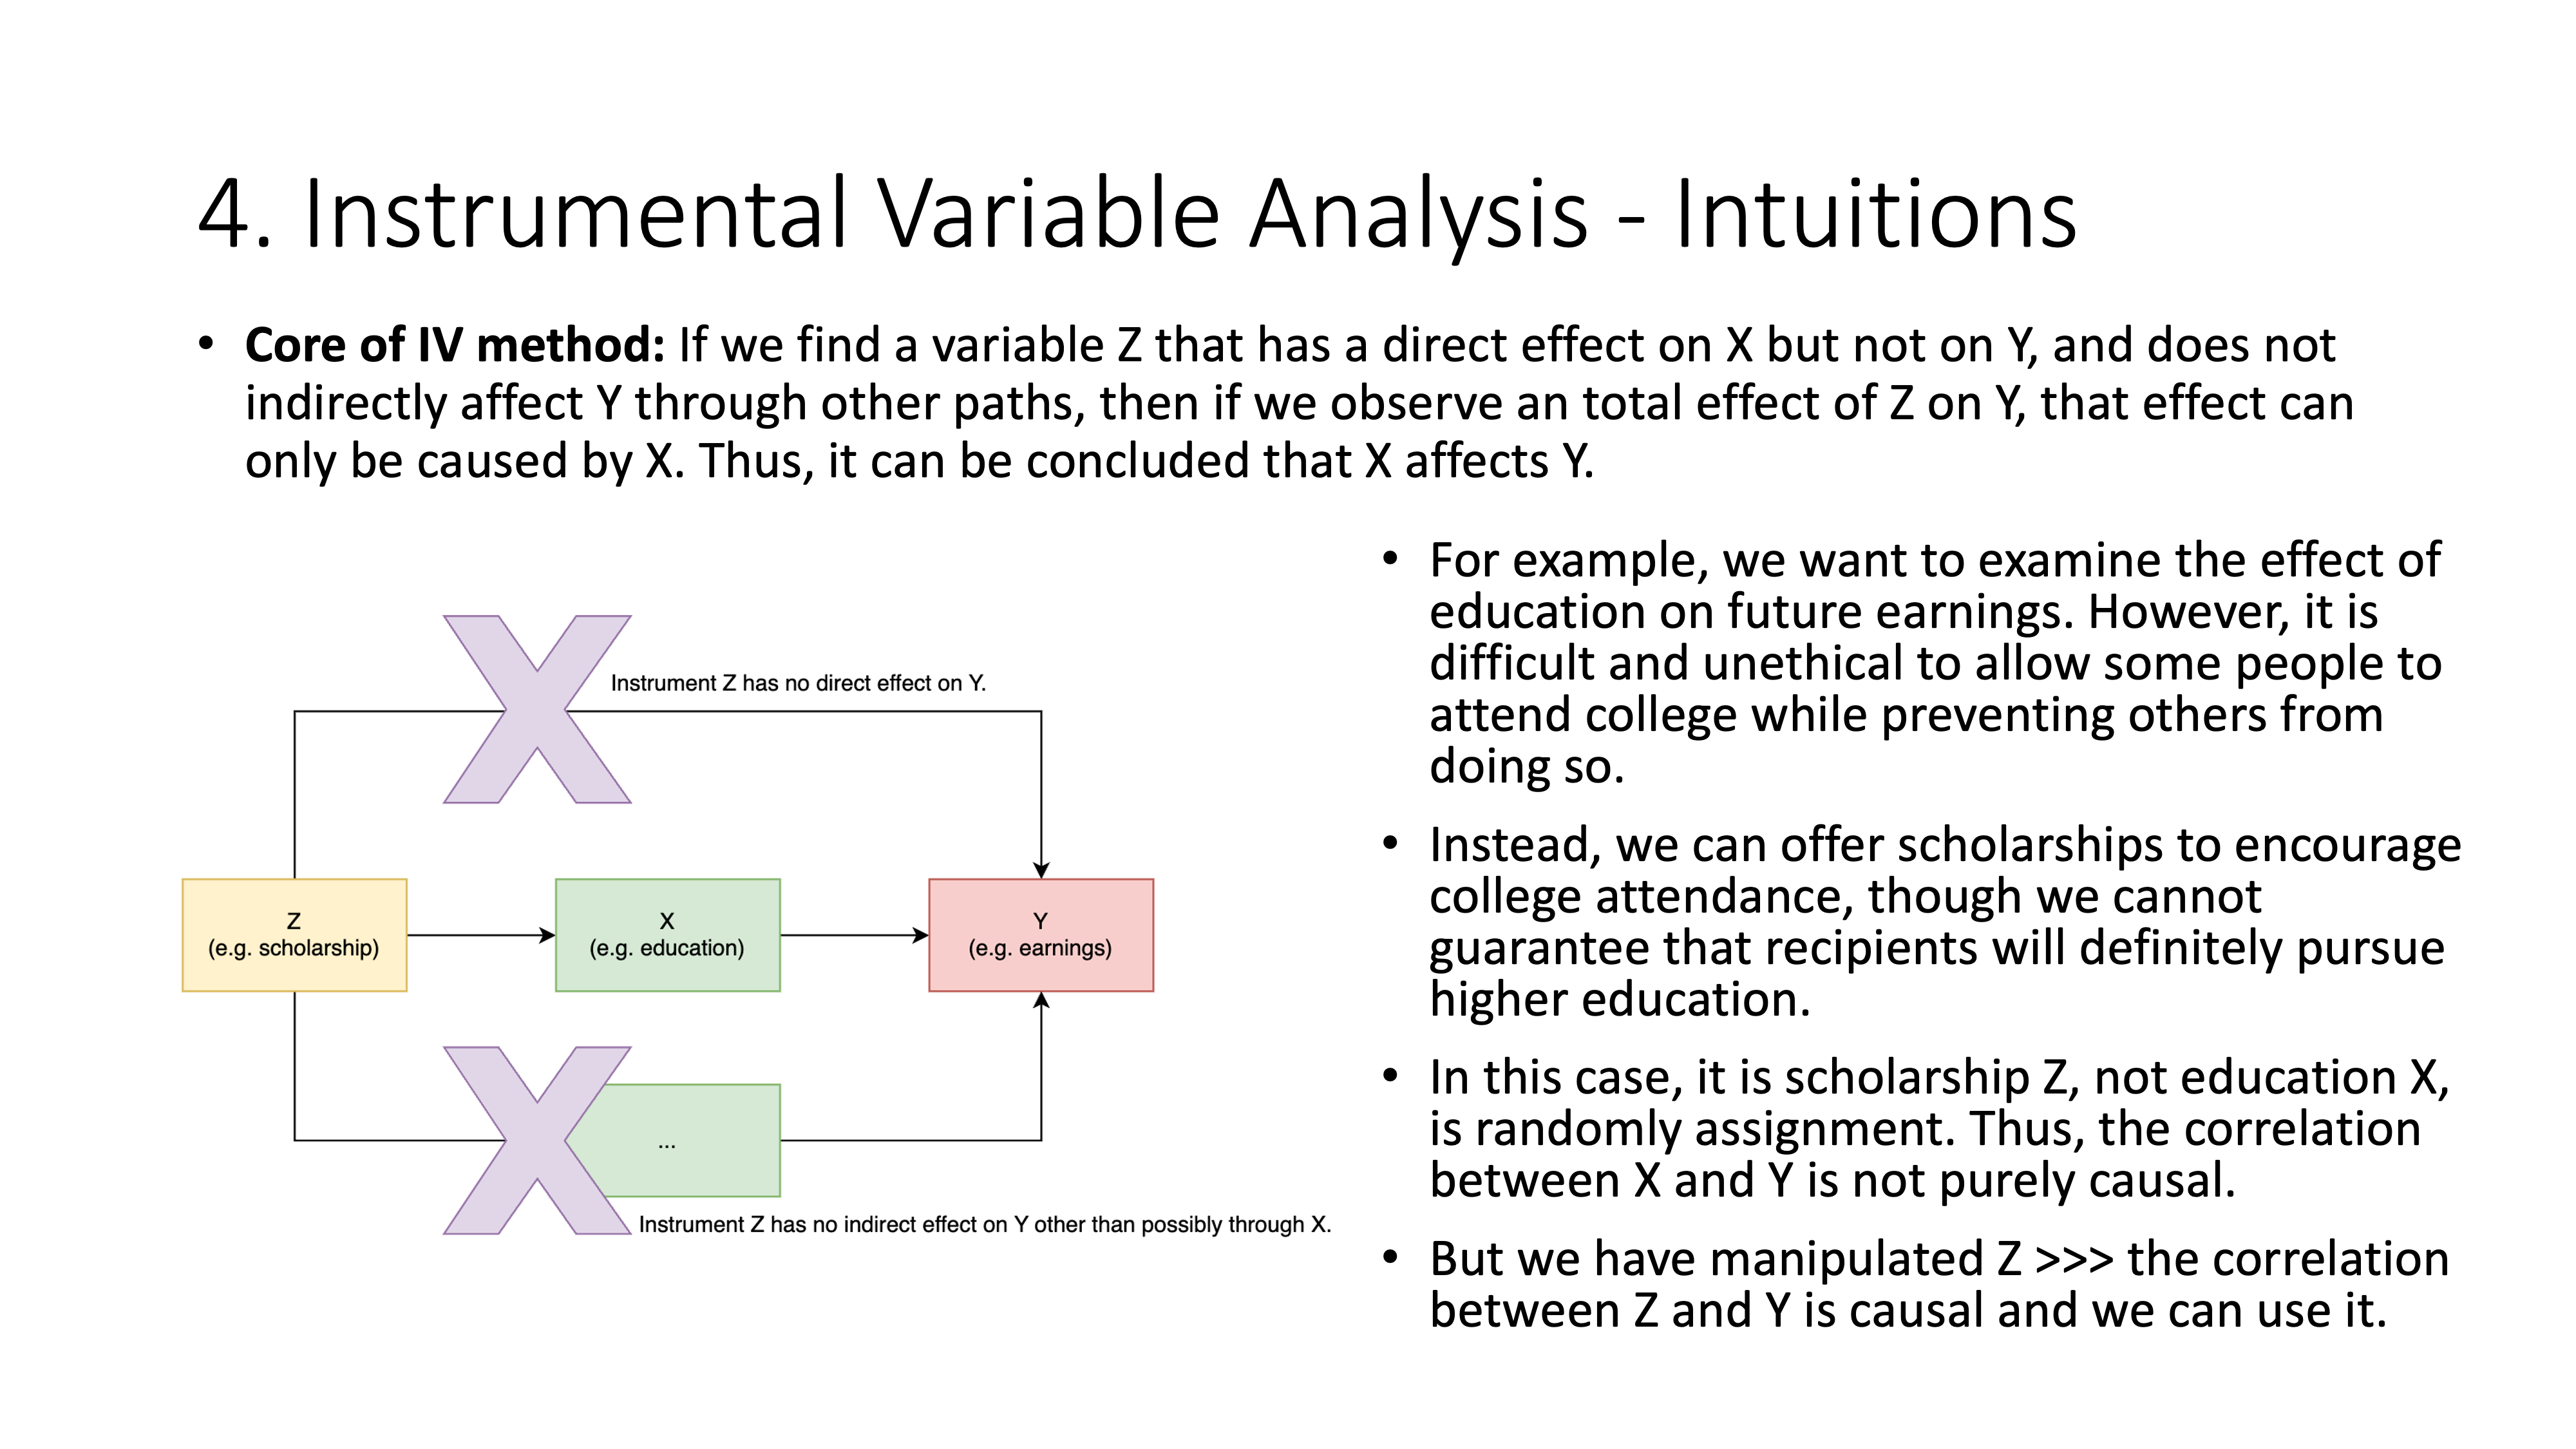 4. Instrumental Variable Analysis - Intuitions
• Core of IV method: If we find a variable Z that has a direct effect on X but not on Y, and does not
indirectly affect Y through other paths, then if we observe an total effect of Z on Y, that effect can
only be caused by X. Thus, it can be concluded that X affects Y.
Instrument Z has no direct effect on Y.
Z
(e.g. scholarship)
X
(e.g. education)
Y
(e.g. earnings)
...
Instrument Z has no indirect effect on Y other than possibly through X.
• For example, we want to examine the effect of
education on future earnings. However, it is
difficult and unethical to allow some people to
attend college while preventing others from
doing so.
• Instead, we can offer scholarships to encourage
college attendance, though we cannot
guarantee that recipients will definitely pursue
higher education.
• In this case, it is scholarship Z, not education X,
is randomly assignment. Thus, the correlation
between X and Y is not purely causal.
• But we have manipulated Z >>> the correlation
between Z and Y is causal and we can use it.